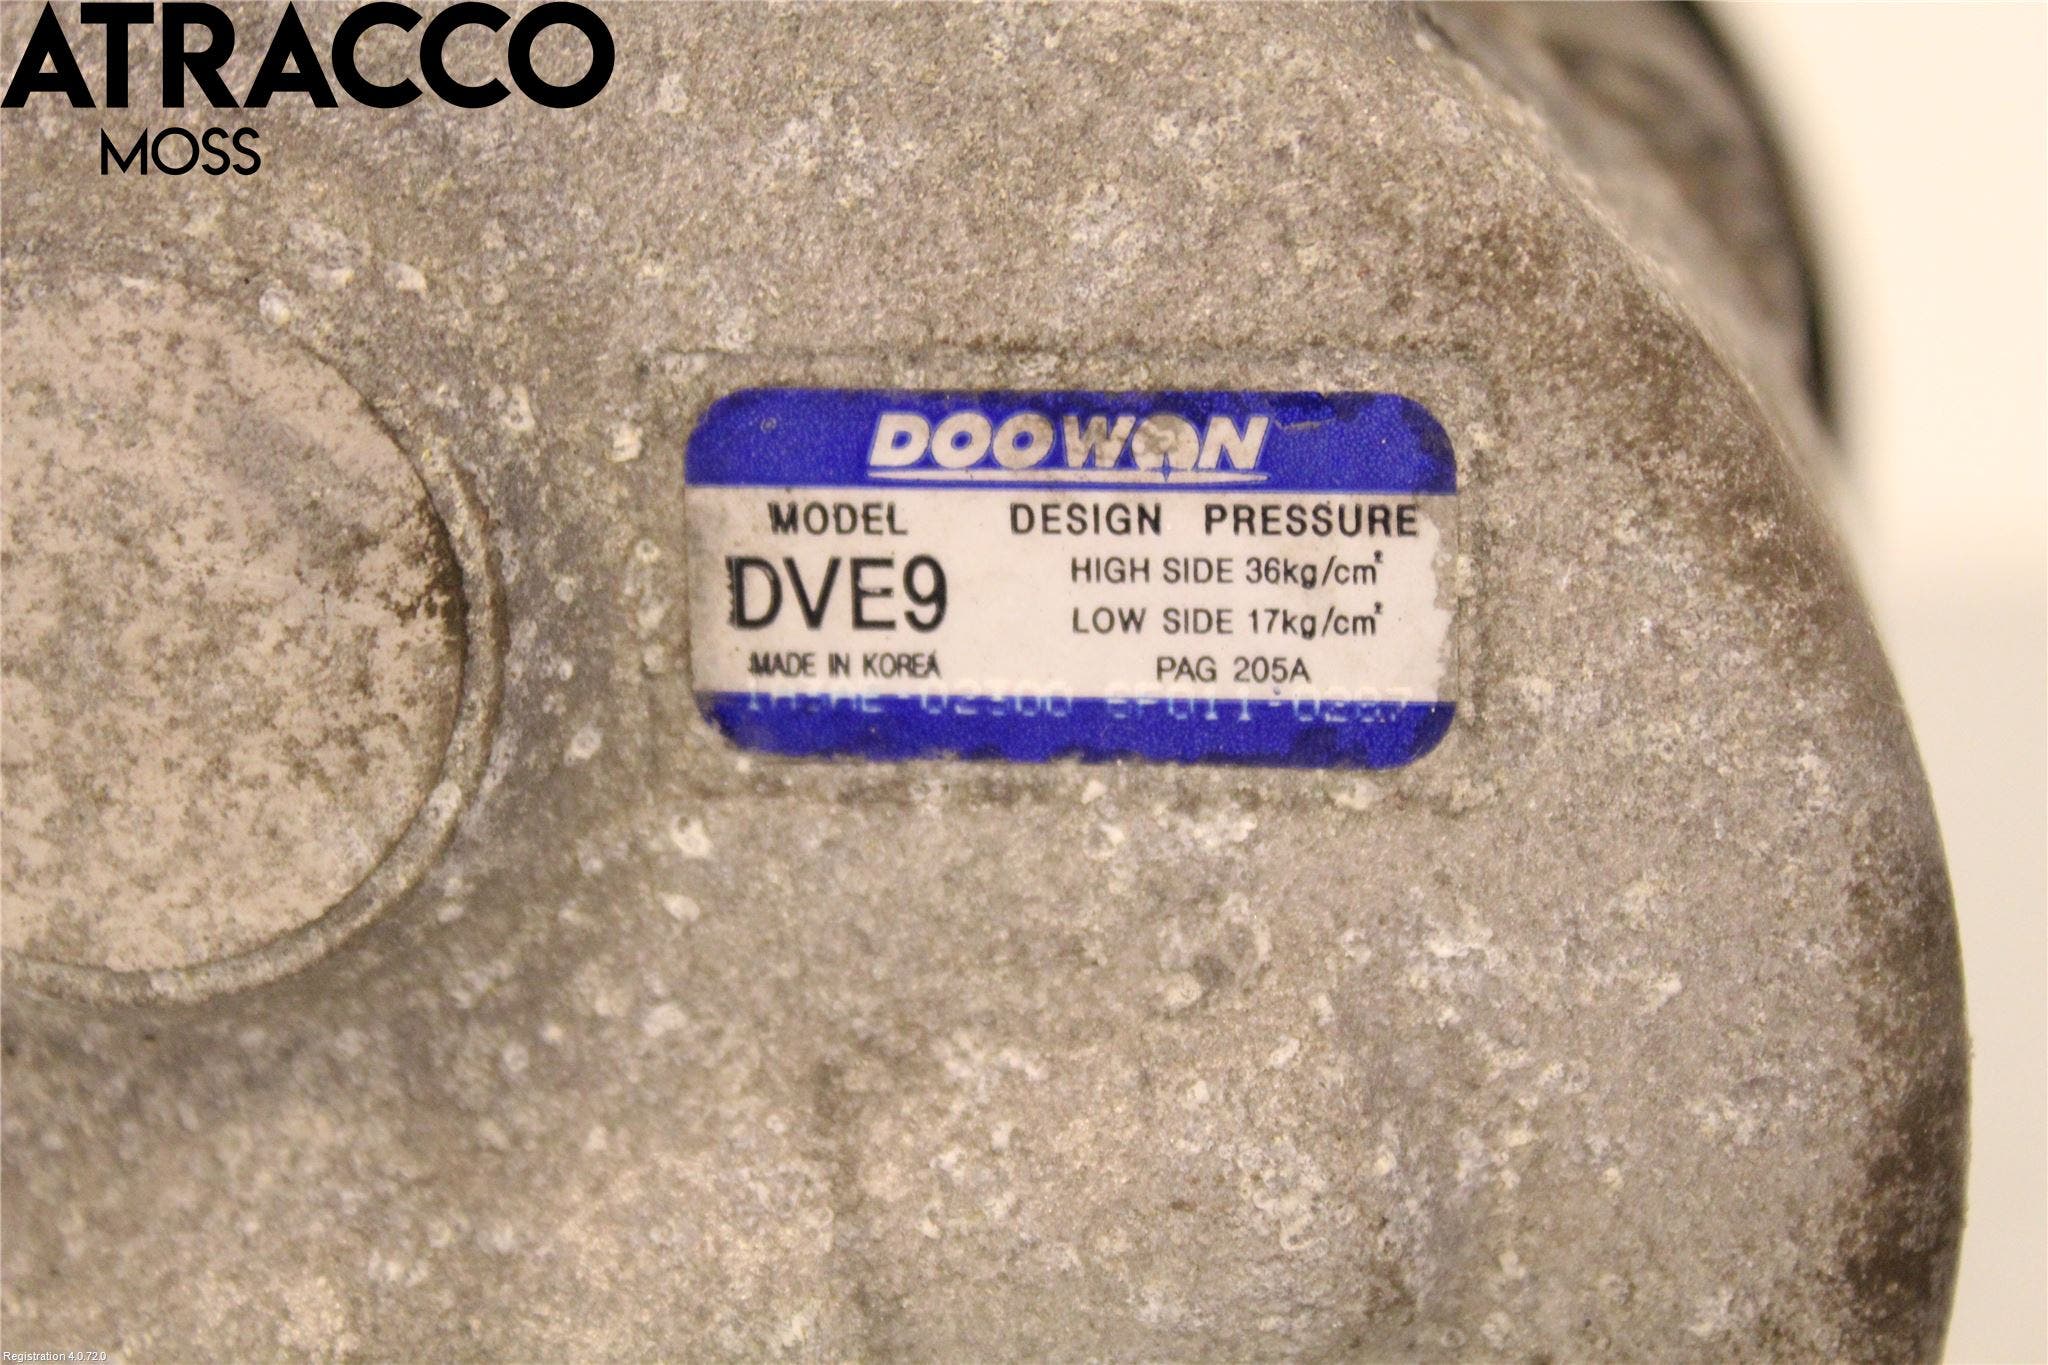 ATRACCO
MOSS
DOOWON
MODEL DESIGN PRESSURE
DVE9 HIGH SIDE 36kg/cm²
LOW SIDE 17kg/cm²
MADE IN KOREA PAG 205A
Registration 4.0.72.0